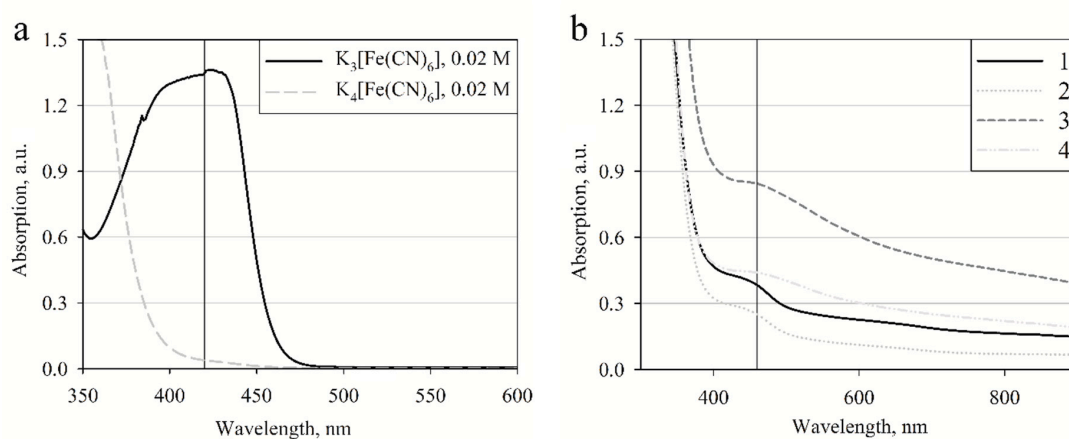 a
1.5
1.2
0.9
0.6
0.3
0.0
Absorption, a.u.
K₃[Fe(CN)₆], 0.02 M
K₄[Fe(CN)₆], 0.02 M
350 400 450 500 550 600
Wavelength, nm
b
1.5
1.2
0.9
0.6
0.3
0.0
Absorption, a.u.
1
2
3
4
400 600 800
Wavelength, nm